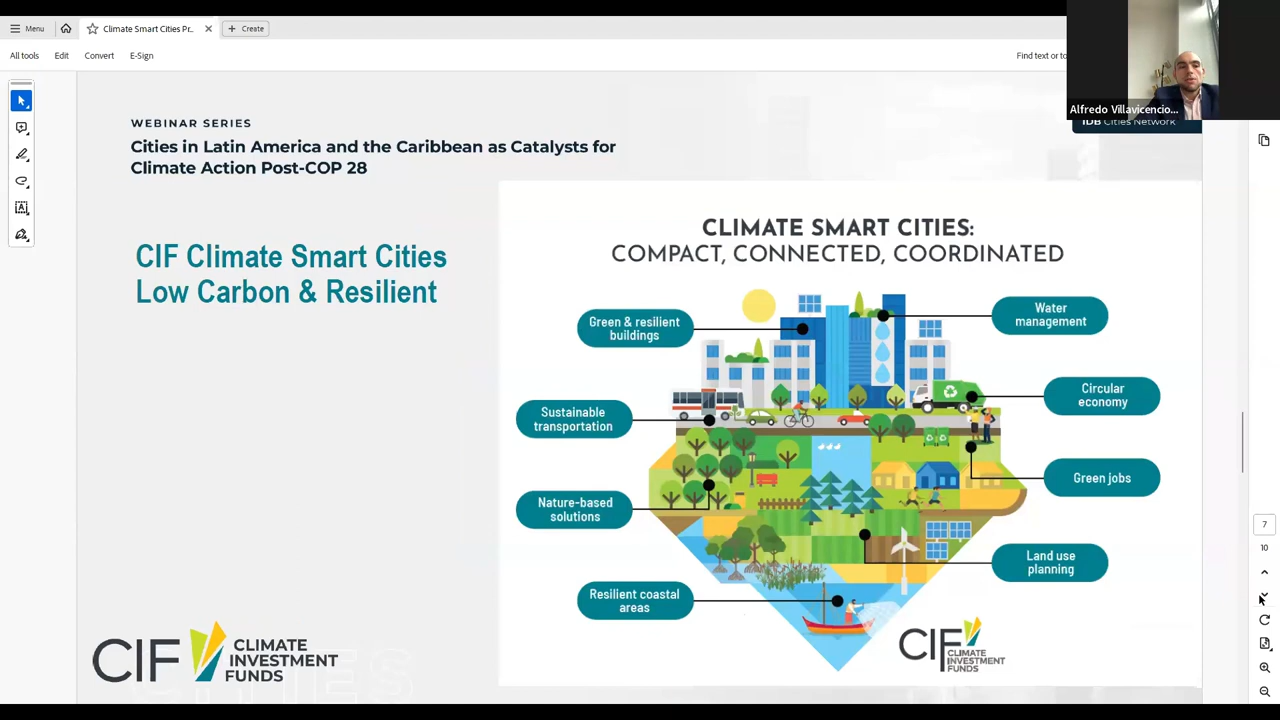 Menu
Climate Smart Cities Pr...
Create
All tools
Edit
Convert
E-Sign
Find text or to
Alfredo Villavicencio...
IDB Cities Network
WEBINAR SERIES
Cities in Latin America and the Caribbean as Catalysts for
Climate Action Post-COP 28
CIF Climate Smart Cities
Low Carbon & Resilient
CLIMATE SMART CITIES:
COMPACT, CONNECTED, COORDINATED
Green & resilient
buildings
Water
management
Sustainable
transportation
Circular
economy
Nature-based
solutions
Green jobs
Resilient coastal
areas
Land use
planning
CIF
CLIMATE
INVESTMENT
FUNDS
CIF
CLIMATE
INVESTMENT
FUNDS
7
10